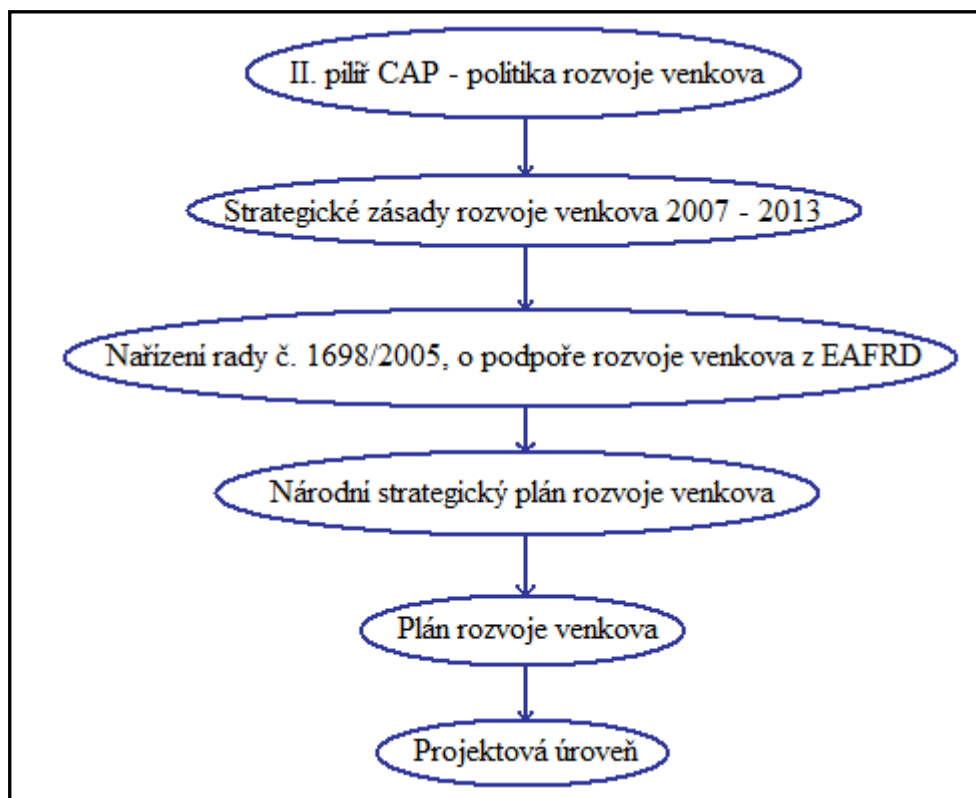 II. pilíř CAP - politika rozvoje venkova
Strategické zásady rozvoje venkova 2007 - 2013
Nařízení rady č. 1698/2005, o podpoře rozvoje venkova z EAFRD
Národní strategický plán rozvoje venkova
Plán rozvoje venkova
Projektová úroveň